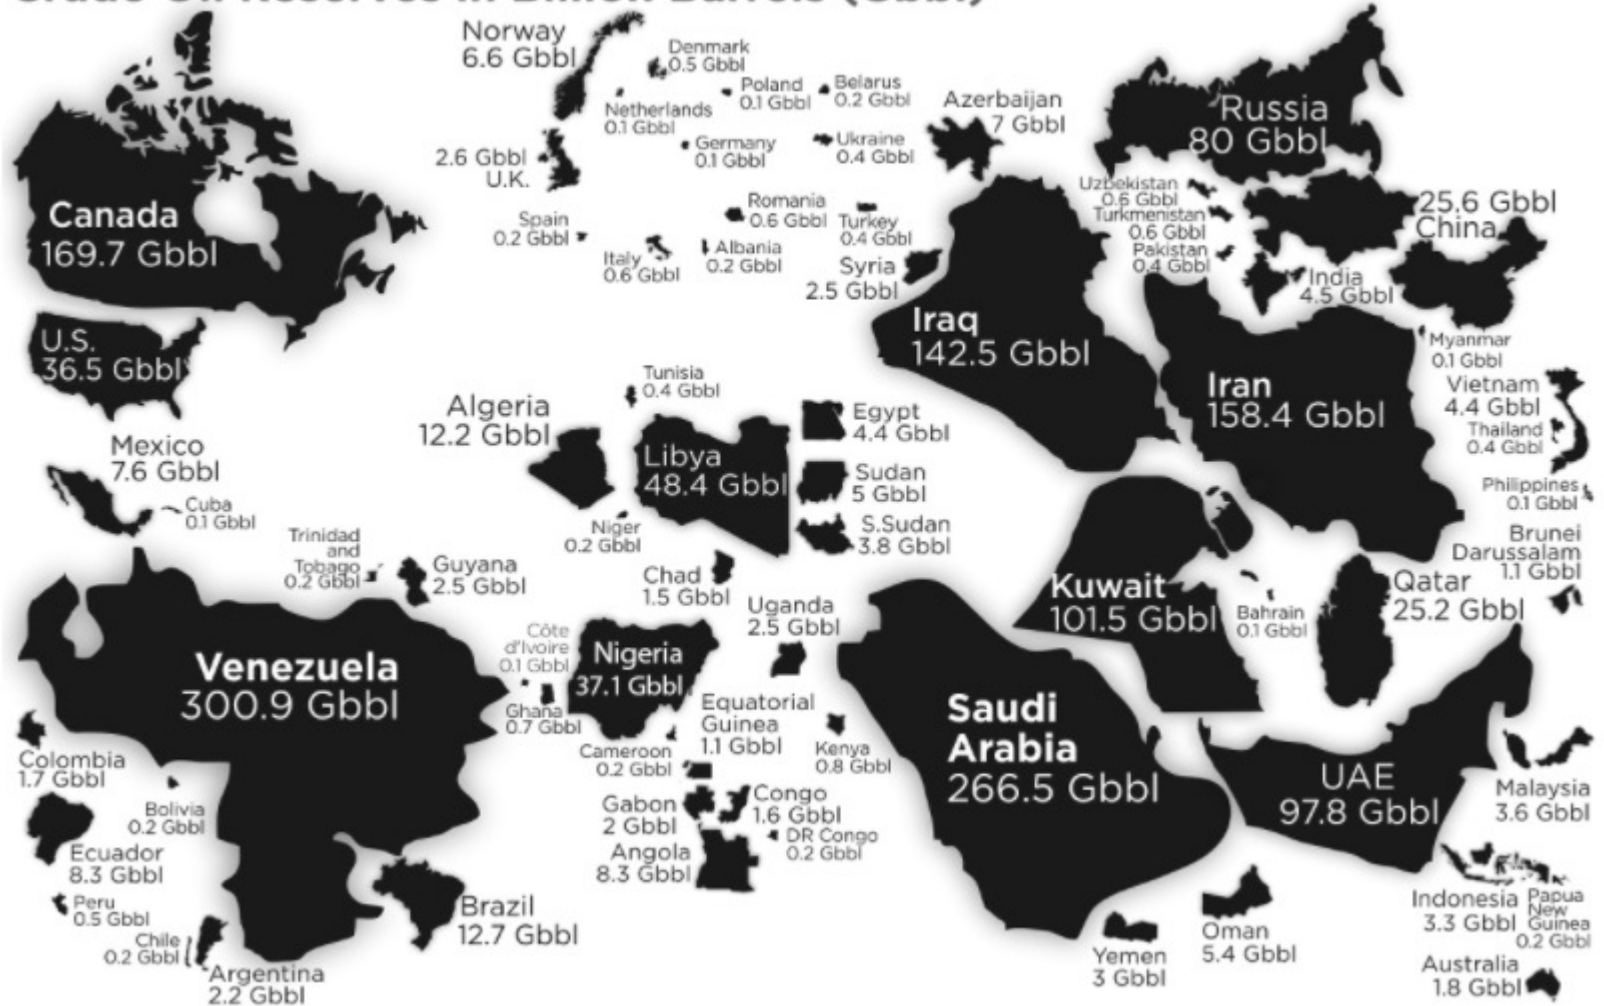 Crude Oil Reserves in Billion Barrels (Gbbl)
Norway
6.6 Gbbl
Denmark
0.5 Gbbl
Netherlands
0.1 Gbbl
Poland
0.1 Gbbl
Belarus
0.2 Gbbl
Germany
0.1 Gbbl
Ukraine
0.4 Gbbl
2.6 Gbbl
U.K.
Spain
0.2 Gbbl
Italy
0.6 Gbbl
Romania
0.6 Gbbl
Albania
0.2 Gbbl
Turkey
0.4 Gbbl
Azerbaijan
7 Gbbl
Russia
80 Gbbl
Uzbekistan
0.6 Gbbl
Turkmenistan
0.6 Gbbl
Pakistan
0.4 Gbbl
25.6 Gbbl
China
India
4.5 Gbbl
Syria
2.5 Gbbl
Canada
169.7 Gbbl
U.S.
36.5 Gbbl
Mexico
7.6 Gbbl
Cuba
0.1 Gbbl
Iraq
142.5 Gbbl
Iran
158.4 Gbbl
Myanmar
0.1 Gbbl
Vietnam
4.4 Gbbl
Thailand
0.4 Gbbl
Philippines
0.1 Gbbl
Brunei
Darussalam
1.1 Gbbl
Tunisia
0.4 Gbbl
Algeria
12.2 Gbbl
Libya
48.4 Gbbl
Egypt
4.4 Gbbl
Sudan
5 Gbbl
S.Sudan
3.8 Gbbl
Niger
0.2 Gbbl
Chad
1.5 Gbbl
Trinidad
and
Tobago
0.2 Gbbl
Guyana
2.5 Gbbl
Venezuela
300.9 Gbbl
Côte
d'Ivoire
0.1 Gbbl
Ghana
0.7 Gbbl
Nigeria
37.1 Gbbl
Uganda
2.5 Gbbl
Cameroon
0.2 Gbbl
Equatorial
Guinea
1.1 Gbbl
Kenya
0.8 Gbbl
Gabon
2 Gbbl
Congo
1.6 Gbbl
DR Congo
0.2 Gbbl
Angola
8.3 Gbbl
Kuwait
101.5 Gbbl
Bahrain
0.1 Gbbl
Qatar
25.2 Gbbl
Saudi
Arabia
266.5 Gbbl
UAE
97.8 Gbbl
Malaysia
3.6 Gbbl
Colombia
1.7 Gbbl
Bolivia
0.2 Gbbl
Ecuador
8.3 Gbbl
Peru
0.5 Gbbl
Chile
0.2 Gbbl
Argentina
2.2 Gbbl
Brazil
12.7 Gbbl
Yemen
3 Gbbl
Oman
5.4 Gbbl
Indonesia
3.3 Gbbl
Papua
New
Guinea
0.2 Gbbl
Australia
1.8 Gbbl